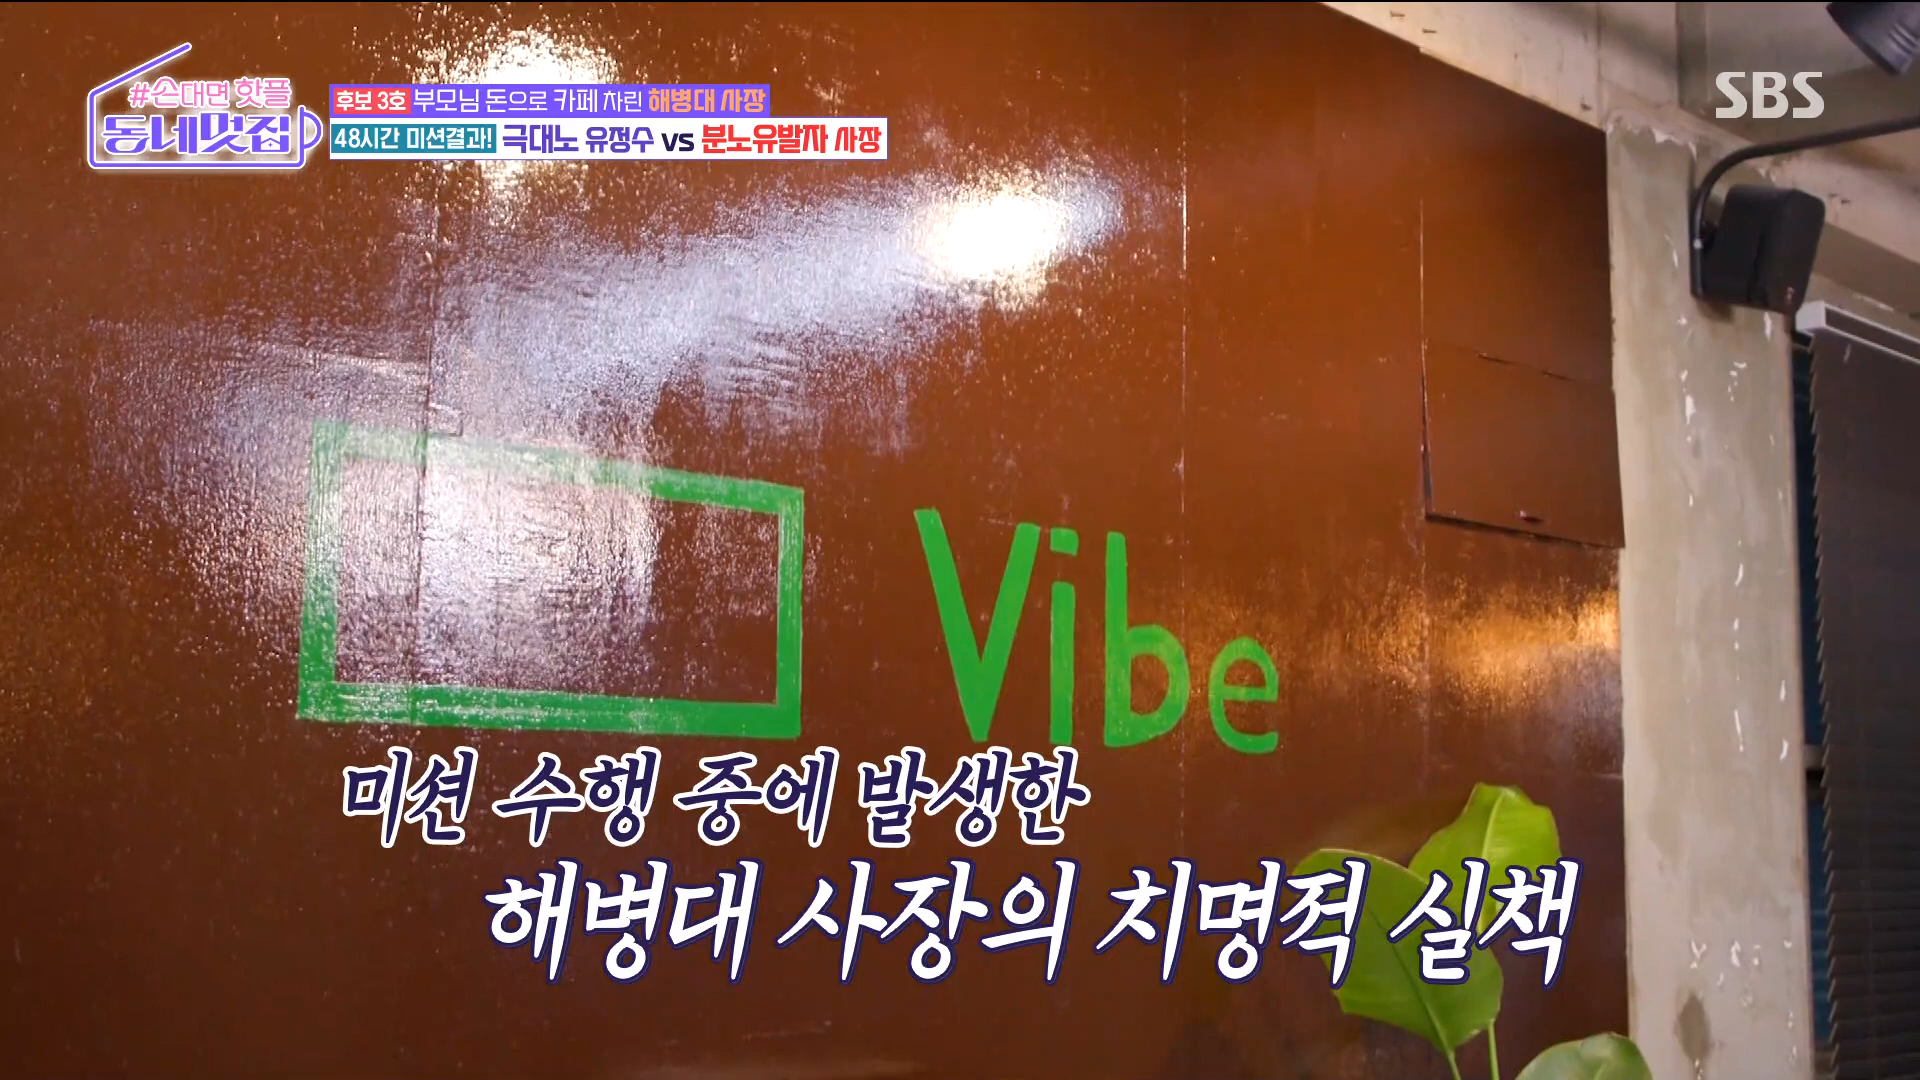 #손대면 핫플
동네멋집
후보 3호 부모님 돈으로 카페 차린 해병대 사장
48시간 미션결과! 극대노 유정수 vs 분노유발자 사장
SBS
Vibe
미션 수행 중에 발생한
해병대 사장의 치명적 실책